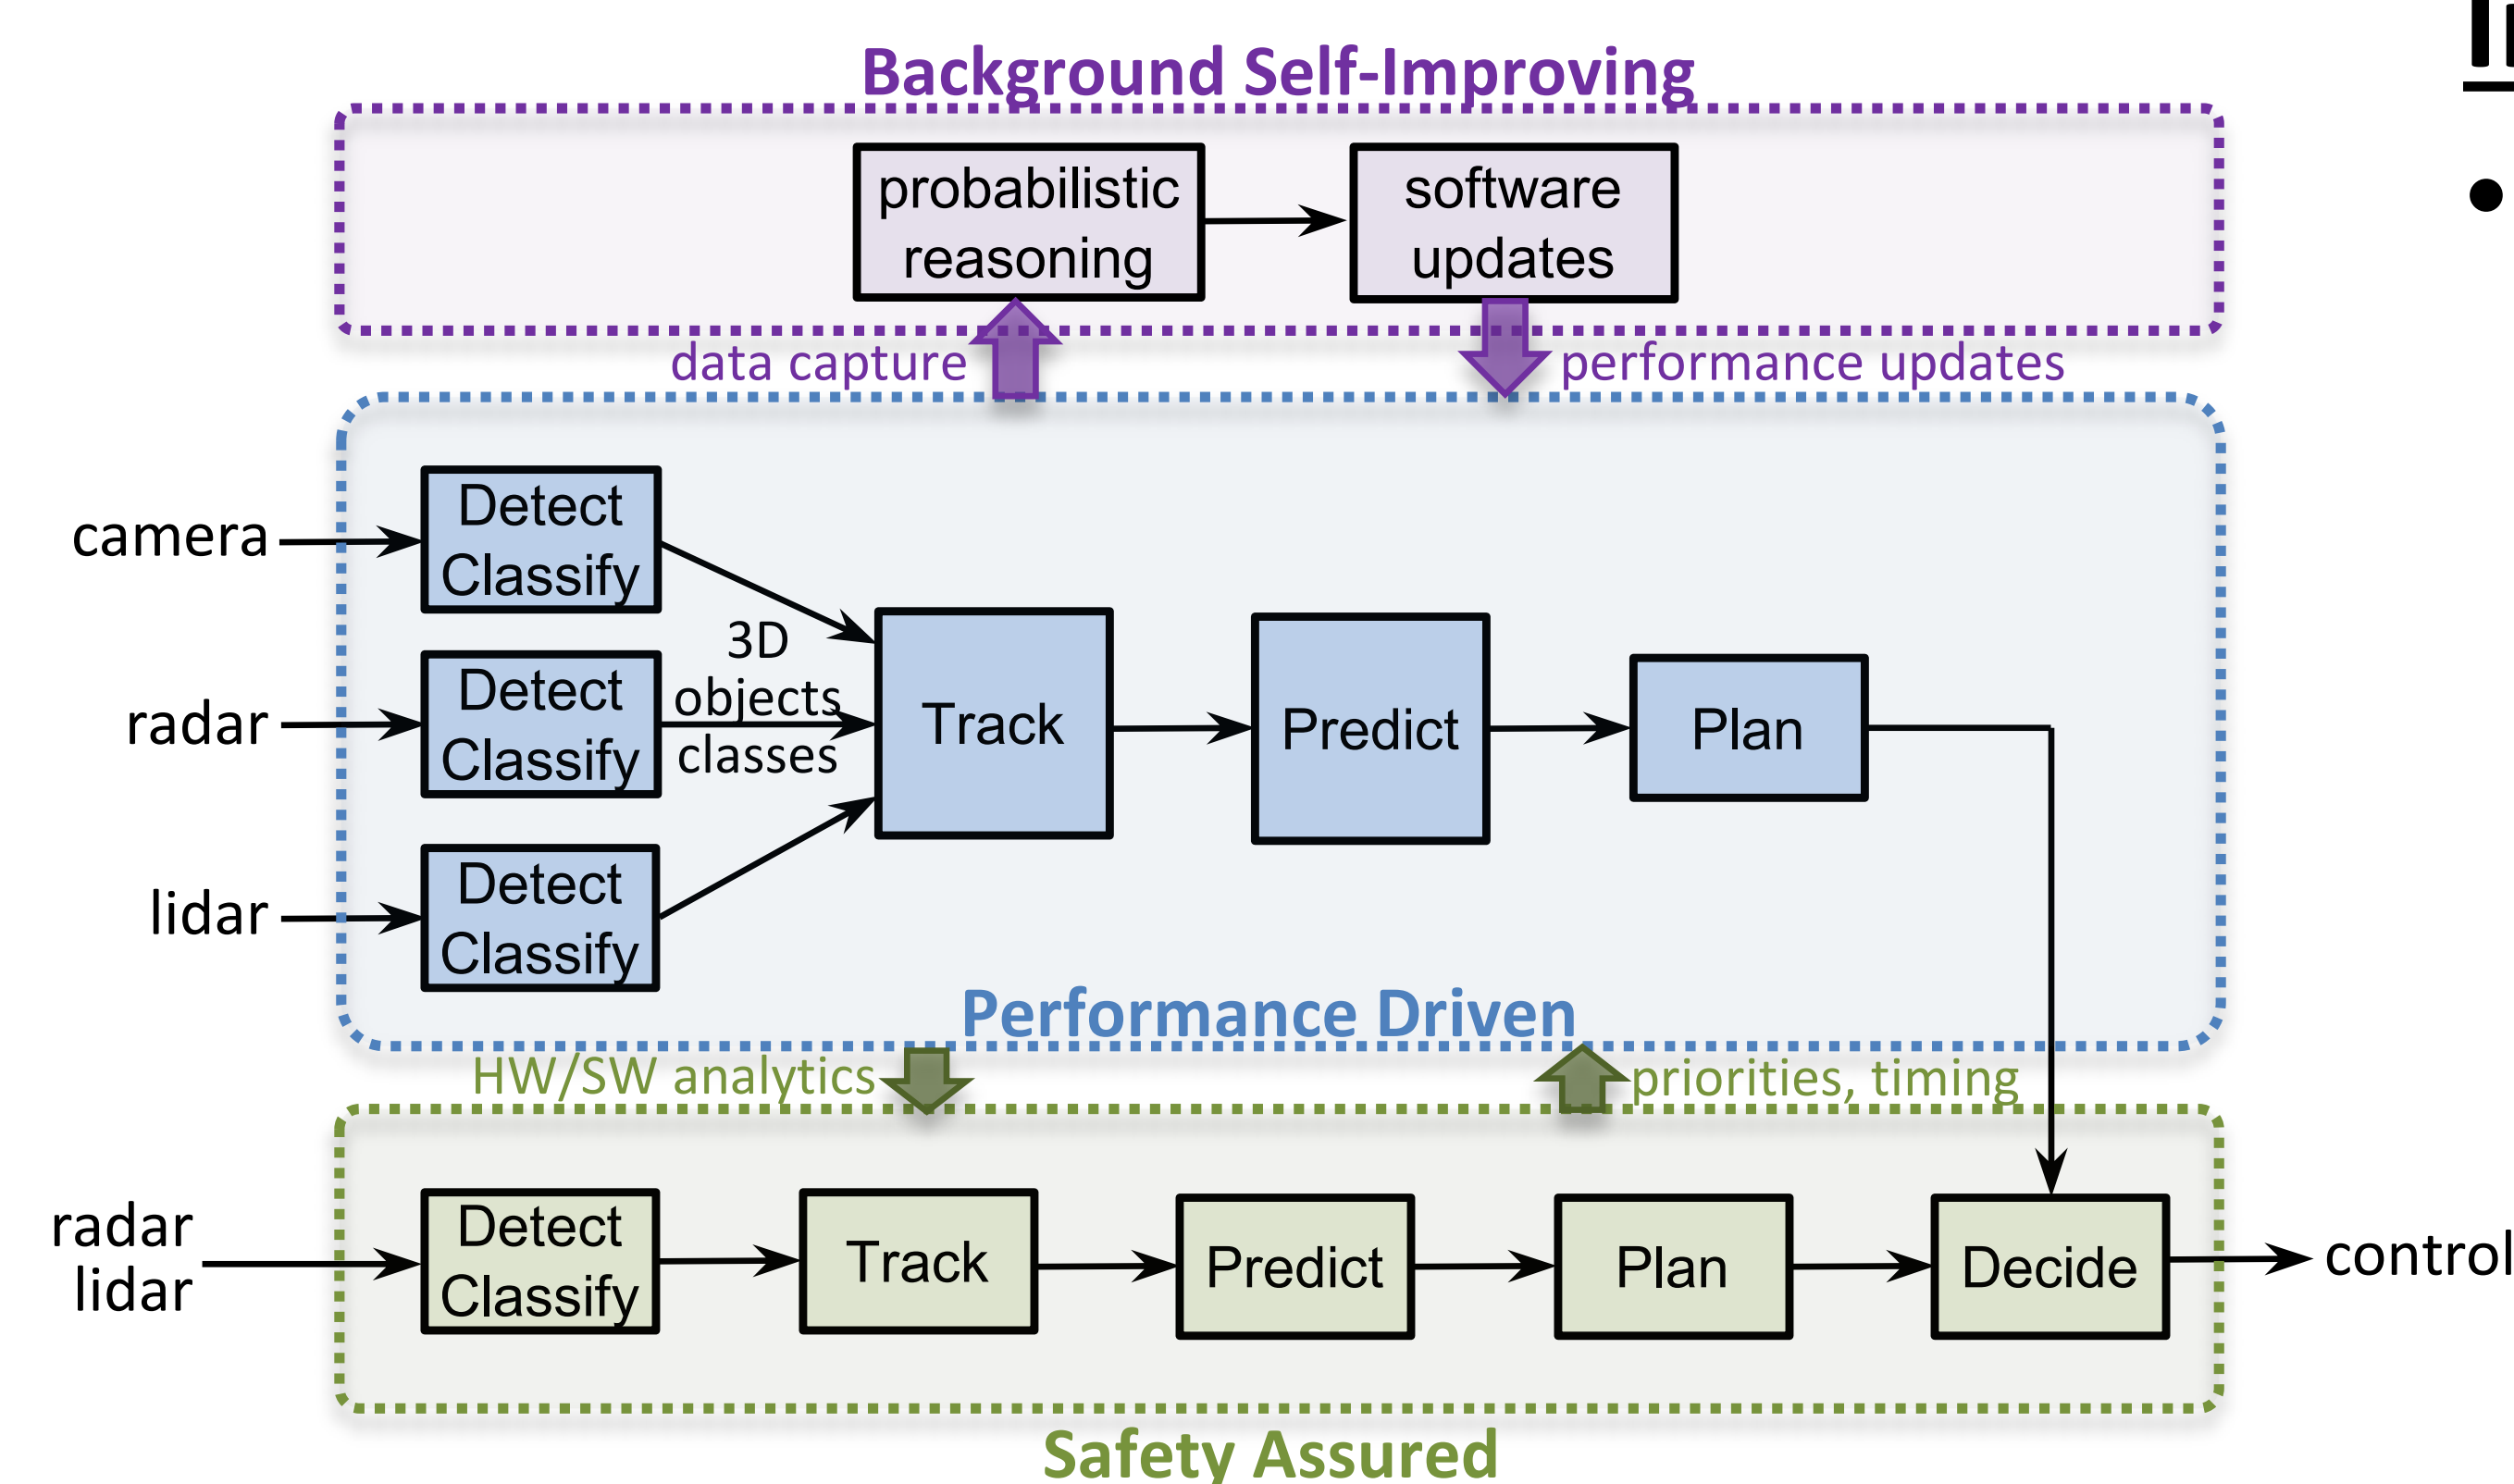 Background Self-Improving
probabilistic
reasoning
software
updates
data capture
performance updates
camera
Detect
Classify
radar
Detect
Classify
lidar
Detect
Classify
3D
objects
classes
Track
Predict
Plan
Performance Driven
HW/SW analytics
priorities, timing
radar
lidar
Detect
Classify
Track
Predict
Plan
Decide
control
Safety Assured